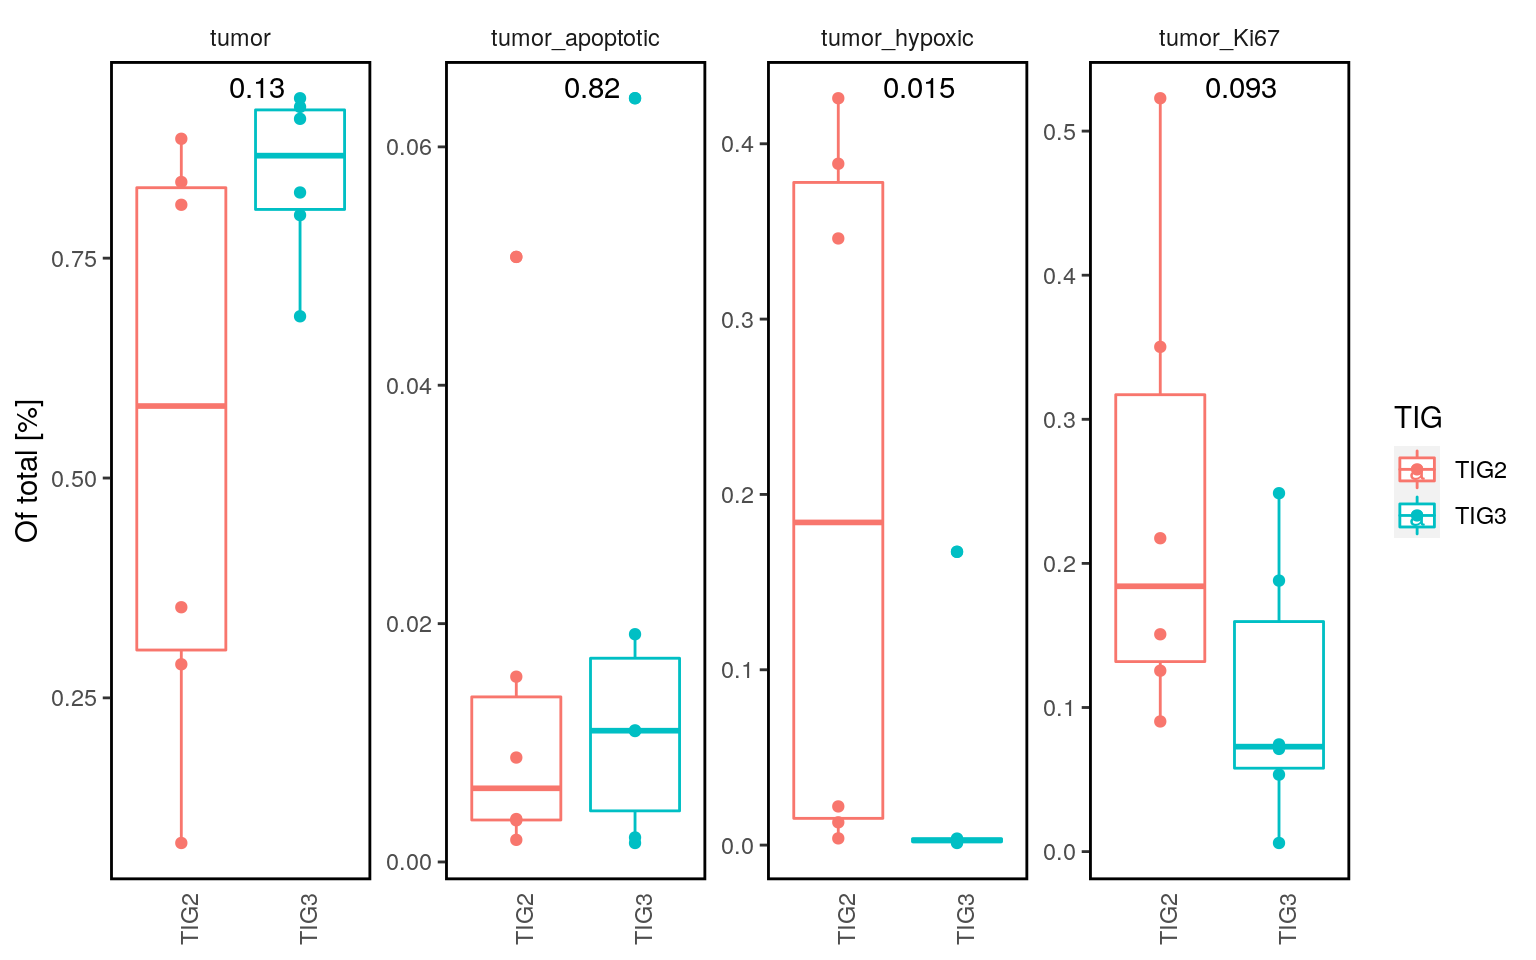 tumor
tumor_apoptotic
tumor_hypoxic
tumor_Ki67
0.13
0.82
0.015
0.093
Of total [%]
0.75
0.50
0.25
0.06
0.04
0.02
0.00
0.4
0.3
0.2
0.1
0.0
0.5
0.4
0.3
0.2
0.1
0.0
TIG2
TIG3
TIG2
TIG3
TIG2
TIG3
TIG2
TIG3
TIG
a
TIG2
a
TIG3